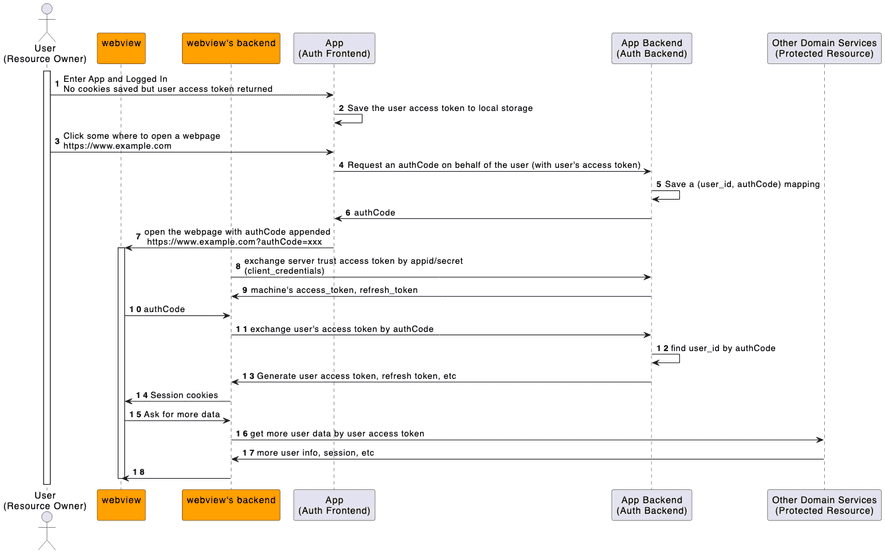 User
(Resource Owner)
webview
webview's backend
App
(Auth Frontend)
App Backend
(Auth Backend)
Other Domain Services
(Protected Resource)
1 Enter App and Logged In
No cookies saved but user access token returned
2 Save the user access token to local storage
3 Click some where to open a webpage
https://www.example.com
4 Request an authCode on behalf of the user (with user's access token)
5 Save a (user_id, authCode) mapping
6 authCode
7 open the webpage with authCode appended
https://www.example.com?authCode=xxx
8 exchange server trust access token by appid/secret
(client_credentials)
9 machine's access_token, refresh_token
10 authCode
11 exchange user's access token by authCode
12 find user_id by authCode
13 Generate user access token, refresh token, etc
14 Session cookies
15 Ask for more data
16 get more user data by user access token
17 more user info, session, etc
18
User
(Resource Owner)
webview
webview's backend
App
(Auth Frontend)
App Backend
(Auth Backend)
Other Domain Services
(Protected Resource)